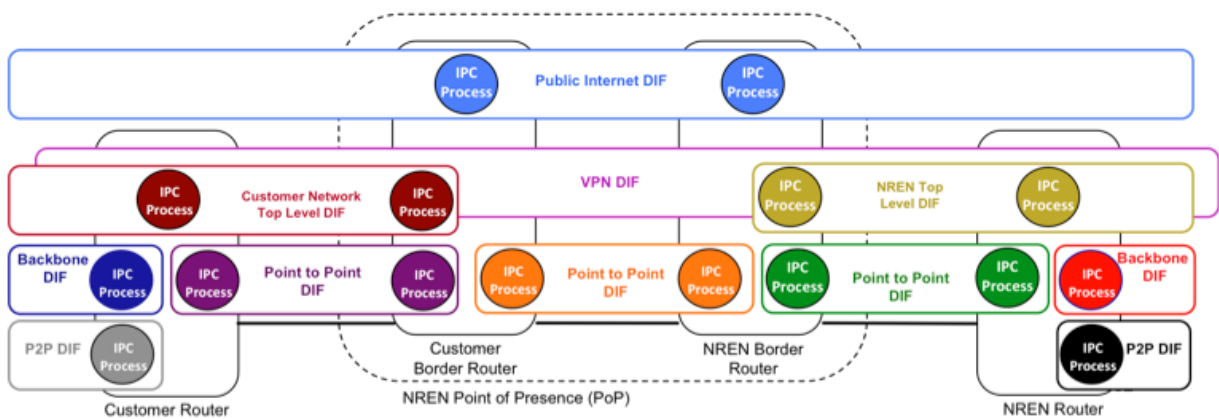 IPC
Process
Public Internet DIF
IPC
Process
VPN DIF
IPC
Process
Customer Network
Top Level DIF
IPC
Process
IPC
Process
NREN Top
Level DIF
IPC
Process
Backbone
DIF
IPC
Process
IPC
Process
Point to Point
DIF
IPC
Process
IPC
Process
Point to Point
DIF
IPC
Process
IPC
Process
Point to Point
DIF
IPC
Process
IPC
Process
Backbone
DIF
P2P DIF
IPC
Process
IPC
Process
P2P DIF
Customer
Border Router
NREN Border
Router
NREN Point of Presence (PoP)
Customer Router
NREN Router